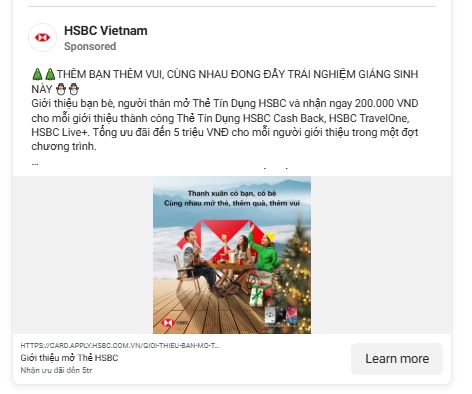 HSBC Vietnam
Sponsored
🎄🎄THÊM BẠN THÊM VUI, CÙNG NHAU ĐONG ĐẦY TRẢI NGHIỆM GIÁNG SINH
NÀY ⛄⛄
Giới thiệu bạn bè, người thân mở Thẻ Tín Dụng HSBC và nhận ngay 200.000 VND
cho mỗi giới thiệu thành công Thẻ Tín Dụng HSBC Cash Back, HSBC TravelOne,
HSBC Live+. Tổng ưu đãi đến 5 triệu VNĐ cho mỗi người giới thiệu trong một đợt
chương trình.
...
Thanh xuân có bạn, có bè
Cùng nhau mở thẻ, thêm quà, thêm vui
HSBC
HTTPS://CARD.APPLY.HSBC.COM.VN/GIOI-THIEU-BAN-MO-T...
Giới thiệu mở Thẻ HSBC
Nhận ưu đãi đến 5tr
Learn more